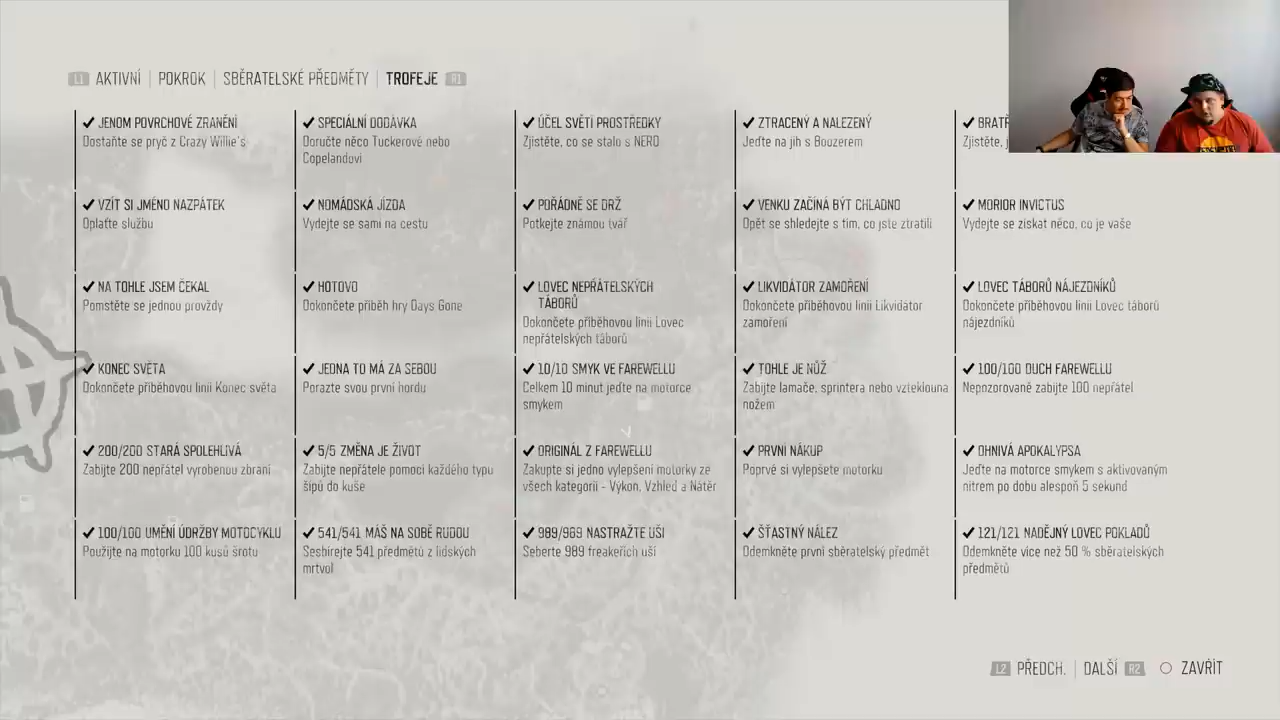 L1 AKTIVNÍ | POKROK | SBĚRATELSKÉ PŘEDMĚTY | TROFEJE R1
JENOM POVRCHOVÉ ZRANĚNÍ
Dostaňte se pryč z Crazy Willie's
SPECIÁLNÍ DODÁVKA
Doručte něco Tuckerové nebo
Copelandovi
ÚČEL SVĚTÍ PROSTŘEDKY
Zjistěte, co se stalo s NERO
ZTRACENÝ A NALEZENÝ
Jeďte na jih s Boozerem
BRATŘ
Zjistěte, j
VZÍT SI JMÉNO NAZPÁTEK
Oplaťte službu
NOMÁDSKÁ JÍZDA
Vydejte se sami na cestu
POŘÁDNĚ SE DRŽ
Potkejte známou tvář
VENKU ZAČÍNÁ BÝT CHLADNO
Opět se shledejte s tím, co jste ztratili
MORIOR INVICTUS
Vydejte se získat něco, co je vaše
NA TOHLE JSEM ČEKAL
Pomstěte se jednou provždy
HOTOVO
Dokončete příběh hry Days Gone
LOVEC NEPŘÁTELSKÝCH
TÁBORŮ
Dokončete příběhovou linii Lovec
nepřátelských táborů
LIKVIDÁTOR ZAMOŘENÍ
Dokončete příběhovou linii Likvidátor
zamoření
LOVEC TÁBORŮ NÁJEZDNÍKŮ
Dokončete příběhovou linii Lovec táborů
nájezdníků
KONEC SVĚTA
Dokončete příběhovou linii Konec světa
JEDNA TO MÁ ZA SEBOU
Porazte svou první hordu
10/10 SMYK VE FAREWELLU
Celkem 10 minut jeďte na motorce
smykem
TOHLE JE NŮŽ
Zabijte lamače, sprintera nebo vzteklouna
nožem
100/100 DUCH FAREWELLU
Nepozorovaně zabijte 100 nepřátel
200/200 STARÁ SPOLEHLIVÁ
Zabijte 200 nepřátel vyrobenou zbraní
5/5 ZMĚNA JE ŽIVOT
Zabijte nepřátele pomocí každého typu
šípů do kuše
ORIGINÁL Z FAREWELLU
Zakupte si jedno vylepšení motorky ze
všech kategorií - Výkon, Vzhled a Nátěr
PRVNÍ NÁKUP
Poprvé si vylepšete motorku
OHNIVÁ APOKALYPSA
Jeďte na motorce smykem s aktivovaným
nitrem po dobu alespoň 5 sekund
100/100 UMĚNÍ ÚDRŽBY MOTOCYKLU
Použijte na motorku 100 kusů šrotu
541/541 MÁŠ NA SOBĚ RUDOU
Sesbírejte 541 předmětů z lidských
mrtvol
989/989 NASTRAŽTE UŠI
Seberte 989 freakeřích uší
ŠŤASTNÝ NÁLEZ
Odemkněte první sběratelský předmět
121/121 NADĚJNÝ LOVEC POKLADŮ
Odemkněte více než 50 % sběratelských
předmětů
L2 PŘEDCH. | DALŠÍ R2 ZAVŘÍT